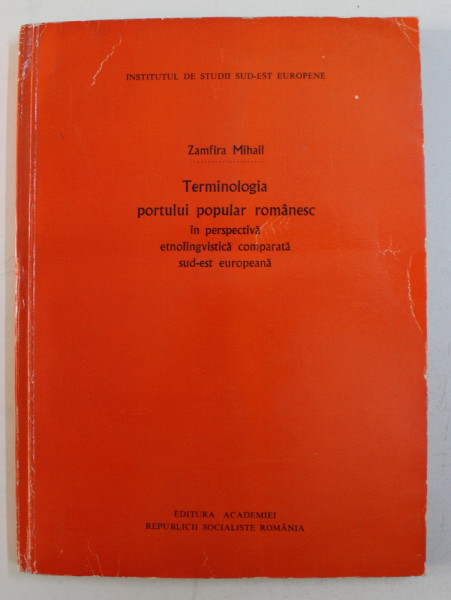 INSTITUTUL DE STUDII SUD-EST EUROPENE
Zamfira Mihail
Terminologia
portului popular românesc
în perspectivă
etnolingvistică comparată
sud-est europeană
EDITURA ACADEMIEI
REPUBLICII SOCIALISTE ROMÂNIA